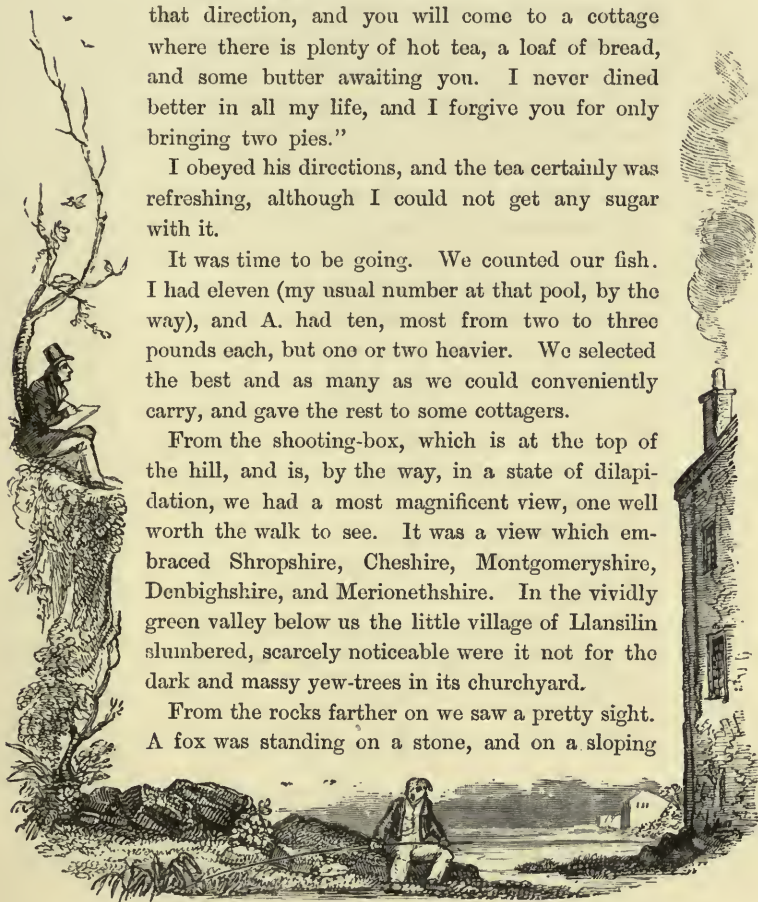 that direction, and you will come to a cottage
where there is plenty of hot tea, a loaf of bread,
and some butter awaiting you. I never dined
better in all my life, and I forgive you for only
bringing two pies.”
I obeyed his directions, and the tea certainly was
refreshing, although I could not get any sugar
with it.
It was time to be going. We counted our fish.
I had eleven (my usual number at that pool, by the
way), and A. had ten, most from two to three
pounds each, but one or two heavier. We selected
the best and as many as we could conveniently
carry, and gave the rest to some cottagers.
From the shooting-box, which is at the top of
the hill, and is, by the way, in a state of dilapi-
dation, we had a most magnificent view, one well
worth the walk to see. It was a view which em-
braced Shropshire, Cheshire, Montgomeryshire,
Denbighshire, and Merionethshire. In the vividly
green valley below us the little village of Llansilin
slumbered, scarcely noticeable were it not for the
dark and massy yew-trees in its churchyard.
From the rocks farther on we saw a pretty sight.
A fox was standing on a stone, and on a sloping